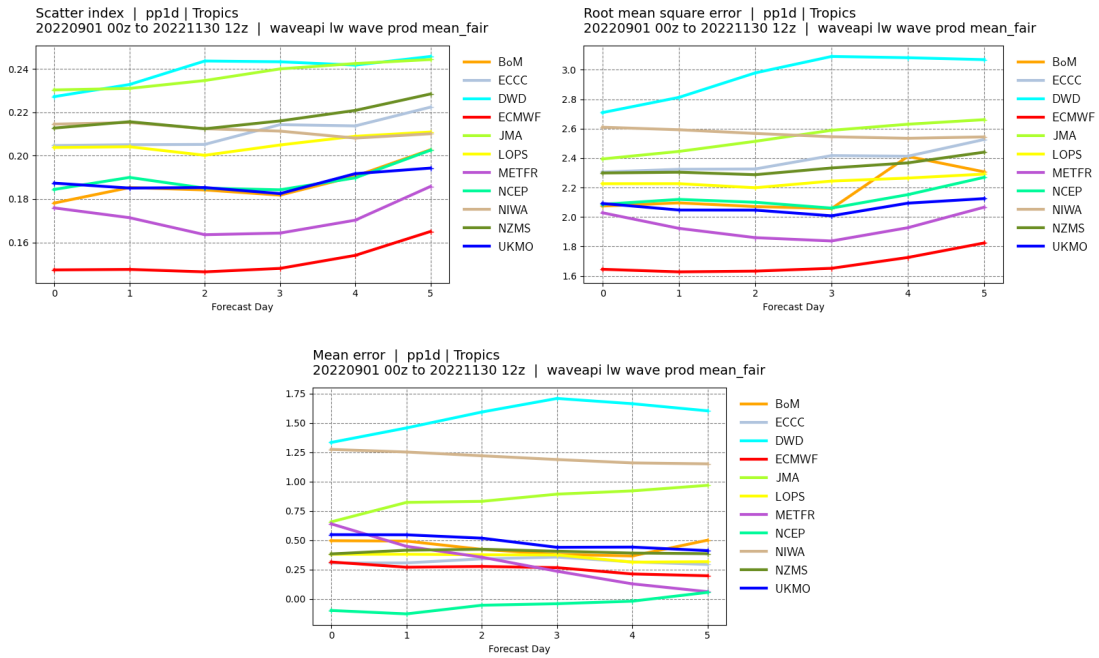 Scatter index | pp1d | Tropics
20220901 00z to 20221130 12z | waveapi lw wave prod mean_fair
0.24
0.22
0.20
0.18
0.16
0 1 2 3 4 5
Forecast Day
BoM
ECCC
DWD
ECMWF
JMA
LOPS
METFR
NCEP
NIWA
NZMS
UKMO
Root mean square error | pp1d | Tropics
20220901 00z to 20221130 12z | waveapi lw wave prod mean_fair
3.0
2.8
2.6
2.4
2.2
2.0
1.8
1.6
0 1 2 3 4 5
Forecast Day
BoM
ECCC
DWD
ECMWF
JMA
LOPS
METFR
NCEP
NIWA
NZMS
UKMO
Mean error | pp1d | Tropics
20220901 00z to 20221130 12z | waveapi lw wave prod mean_fair
1.75
1.50
1.25
1.00
0.75
0.50
0.25
0.00
0 1 2 3 4 5
Forecast Day
BoM
ECCC
DWD
ECMWF
JMA
LOPS
METFR
NCEP
NIWA
NZMS
UKMO